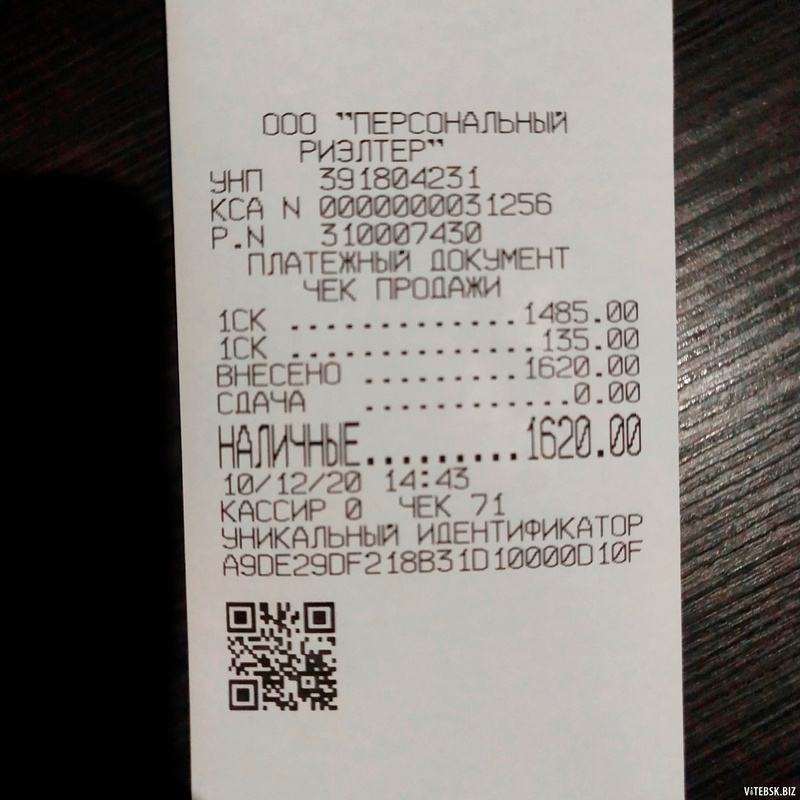 ООО "ПЕРСОНАЛЬНЫЙ
РИЭЛТЕР"
УНП 391804231
КСА N 0000000031256
P.N 310007430
ПЛАТЕЖНЫЙ ДОКУМЕНТ
ЧЕК ПРОДАЖИ
1СК .............1485.00
1СК ..............135.00
ВНЕСЕНО .........1620.00
СДАЧА ............0.00
НАЛИЧНЫЕ.........1620.00
10/12/20 14:43
КАССИР 0 ЧЕК 71
УНИКАЛЬНЫЙ ИДЕНТИФИКАТОР
A9DE29DF218B31D10000D10F
ViTEBSK.BIZ